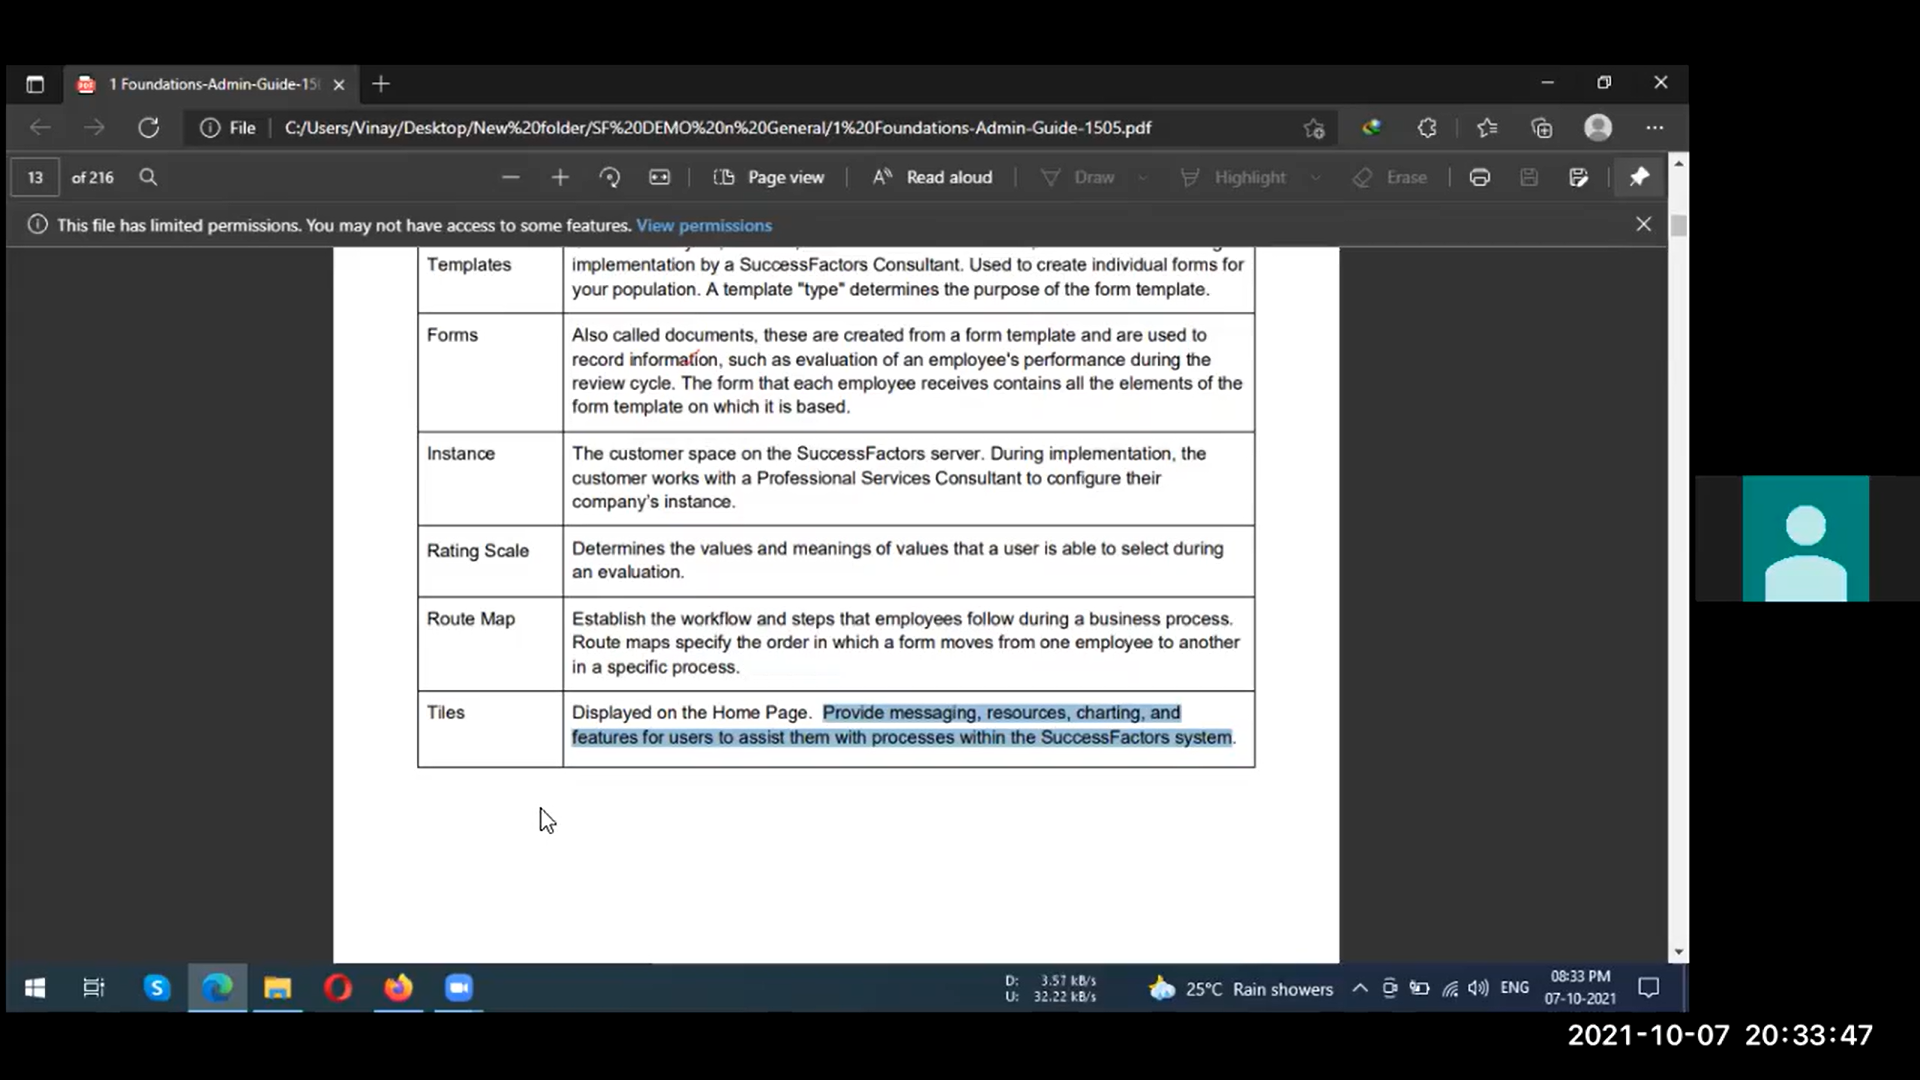 1 Foundations-Admin-Guide-15
File
C:/Users/Vinay/Desktop/New%20folder/SF%20DEMO%20n%20General/1%20Foundations-Admin-Guide-1505.pdf
13 of 216
Page view
Read aloud
Draw
Highlight
Erase
This file has limited permissions. You may not have access to some features. View permissions
Templates
implementation by a SuccessFactors Consultant. Used to create individual forms for
your population. A template "type" determines the purpose of the form template.
Forms
Also called documents, these are created from a form template and are used to
record information, such as evaluation of an employee's performance during the
review cycle. The form that each employee receives contains all the elements of the
form template on which it is based.
Instance
The customer space on the SuccessFactors server. During implementation, the
customer works with a Professional Services Consultant to configure their
company's instance.
Rating Scale
Determines the values and meanings of values that a user is able to select during
an evaluation.
Route Map
Establish the workflow and steps that employees follow during a business process.
Route maps specify the order in which a form moves from one employee to another
in a specific process.
Tiles
Displayed on the Home Page. Provide messaging, resources, charting, and
features for users to assist them with processes within the SuccessFactors system.
D: 3.57 kB/s
U: 32.22 kB/s
25°C Rain showers
ENG
08:33 PM
07-10-2021
2021-10-07 20:33:47